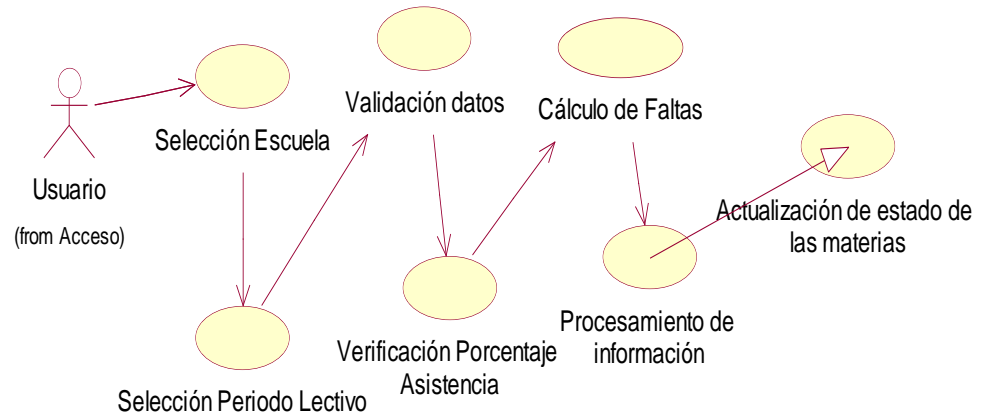 Usuario
(from Acceso)
Selección Escuela
Selección Periodo Lectivo
Validación datos
Verificación Porcentaje
Asistencia
Cálculo de Faltas
Procesamiento de
información
Actualización de estado de
las materias